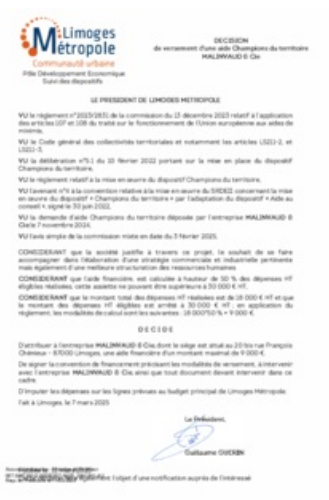 Limoges
Métropole
Communauté urbaine
Pôle Développement Economique
Suivi des dispositifs
DECISION
de versement d'une aide Champions du territoire
MALINVAUD & Cie
LE PRESIDENT DE LIMOGES METROPOLE
VU le règlement n°2023/2831 de la commission du 13 décembre 2023 relatif à l'application
des articles 107 et 108 du traité sur le fonctionnement de l'Union européenne aux aides de
minimis,
VU le Code général des collectivités territoriales et notamment les articles L5211-2, et
L5211-3,
VU la délibération n°5.1 du 10 février 2022 portant sur la mise en place du dispositif
Champions du territoire,
VU le règlement relatif à la mise en œuvre du dispositif Champions du territoire,
VU l'avenant à la convention relative à la mise en œuvre du SRDEII concernant la mise
en œuvre du dispositif « Champions du territoire » par l'adaptation du dispositif « Aide au
conseil », signé le 30 juin 2022,
VU la demande d'aide Champions du territoire déposée par l'entreprise MALINVAUD &
Cie le 7 novembre 2024,
VU l'avis simple de la commission mixte en date du 3 février 2025,
CONSIDERANT que la société justifie à travers ce projet, le souhait de se faire
accompagner dans l'élaboration d'une stratégie commerciale et industrielle pertinente
mais également d'une meilleure structuration des ressources humaines
CONSIDERANT que l'aide financière est calculée à hauteur de 50 % des dépenses HT
éligibles réalisées, cette assiette ne pouvant être supérieure à 30 000 € HT,
CONSIDERANT que le montant total des dépenses HT réalisées est de 18 000 € HT et que
le montant des dépenses HT éligibles est arrêté à 30 000 € HT ; en application du
règlement, les modalités de calcul sont les suivantes : 18 000*50 % = 9 000 €.
D E C I D E
D'attribuer à l'entreprise MALINVAUD & Cie, dont le siège est situé au 20 bis rue François
Chénieux – 87000 Limoges, une aide financière d'un montant maximal de 9 000 €.
De signer la convention de financement précisant les modalités de versement, à intervenir
avec l'entreprise MALINVAUD & Cie ainsi que tout document devant intervenir dans ce
cadre.
D'imputer les dépenses sur les lignes prévues au budget principal de Limoges Métropole.
Fait à Limoges, le 7 mars 2025
Le Président,
Guillaume GUERIN
également l'objet d'une notification auprès de l'intéressé